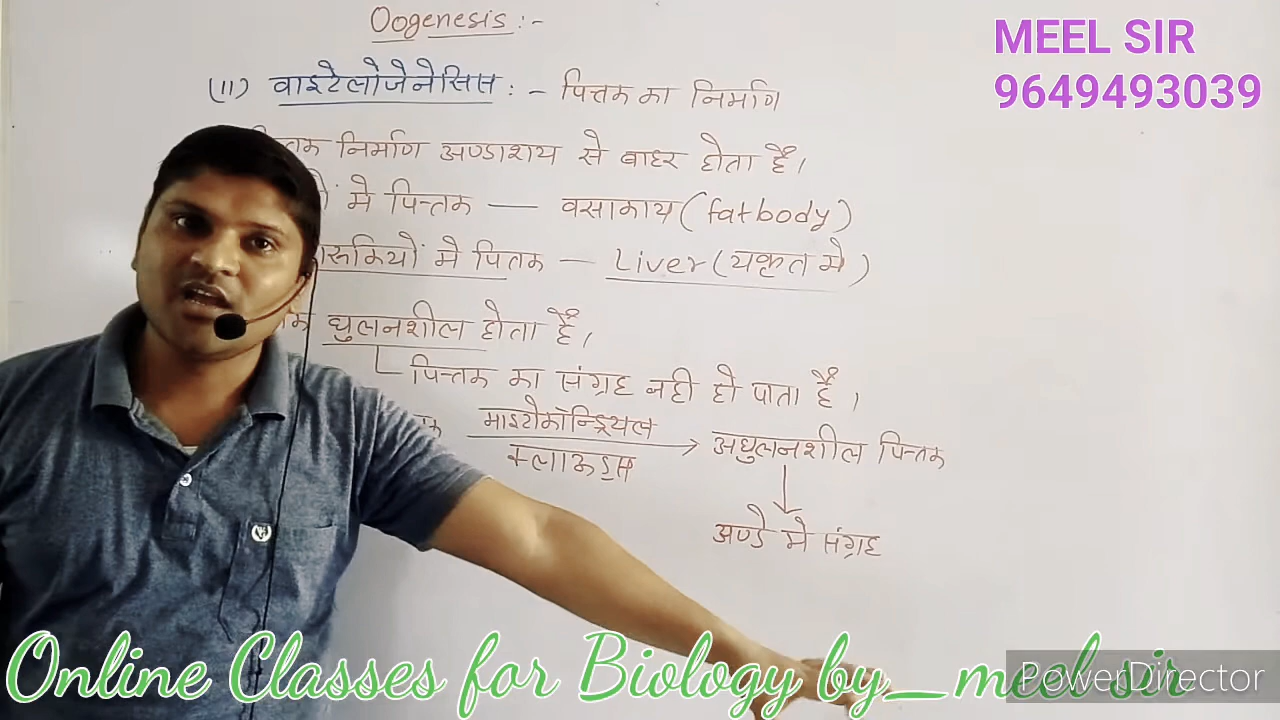 Oogenesis :-
MEEL SIR
9649493039
(II) वाइटेलोजेनेसिस : - पित्तक का निर्माण
निर्माण अण्डाशय से बाहर होता है।
में पित्तक — वसाकाय (fatbody)
में पितक — Liver (यकृत में)
घुलनशील होता है।
पित्तक का संग्रह नही हो पाता है।
माइटोकॉन्ड्रियल
क्लाऊड्स
अघुलनशील पित्तक
अण्डे में संग्रह
Online Classes for Biology by_meel sir
PowerDirector